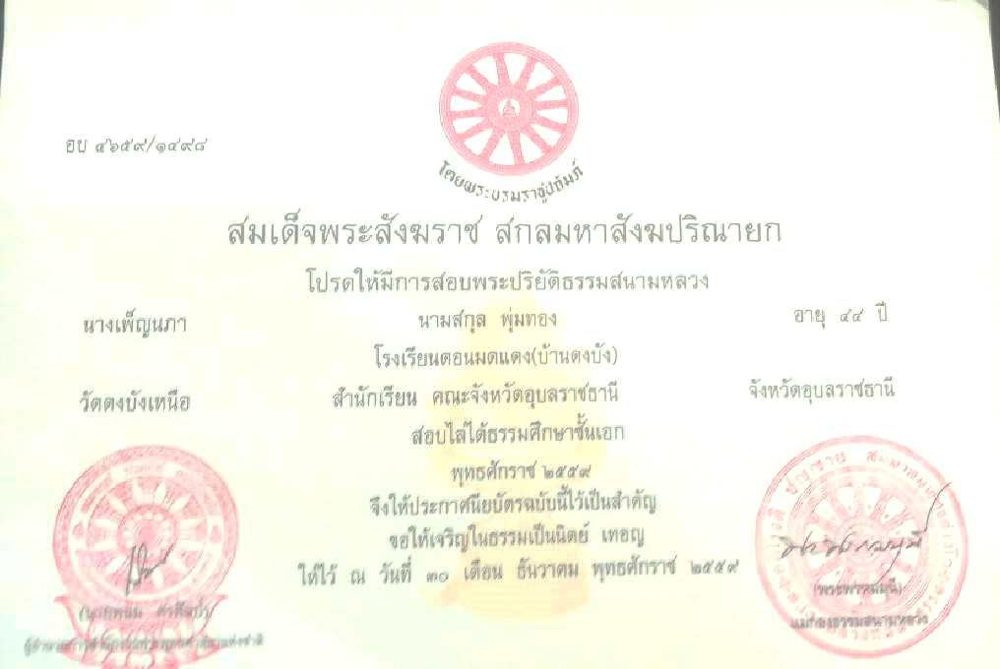 อบ ๔๖๕๙/๑๔๙๘
โดยพระบรมราชูปถัมภ์
สมเด็จพระสังฆราช สกลมหาสังฆปริณายก
โปรดให้มีการสอบพระปริยัติธรรมสนามหลวง
นางเพ็ญนภา นามสกุล พุ่มทอง อายุ ๔๔ ปี
โรงเรียนดอนมดแดง(บ้านดงบัง)
วัดดงบังเหนือ สำนักเรียน คณะจังหวัดอุบลราชธานี จังหวัดอุบลราชธานี
สอบไล่ได้ธรรมศึกษาชั้นเอก
พุทธศักราช ๒๕๕๙
จึงให้ประกาศนียบัตรฉบับนี้ไว้เป็นสำคัญ
ขอให้เจริญในธรรมเป็นนิตย์ เทอญ
ให้ไว้ ณ วันที่ ๓๐ เดือน ธันวาคม พุทธศักราช ๒๕๕๙
(พระพรหมมุนี)
แม่กองธรรมสนามหลวง